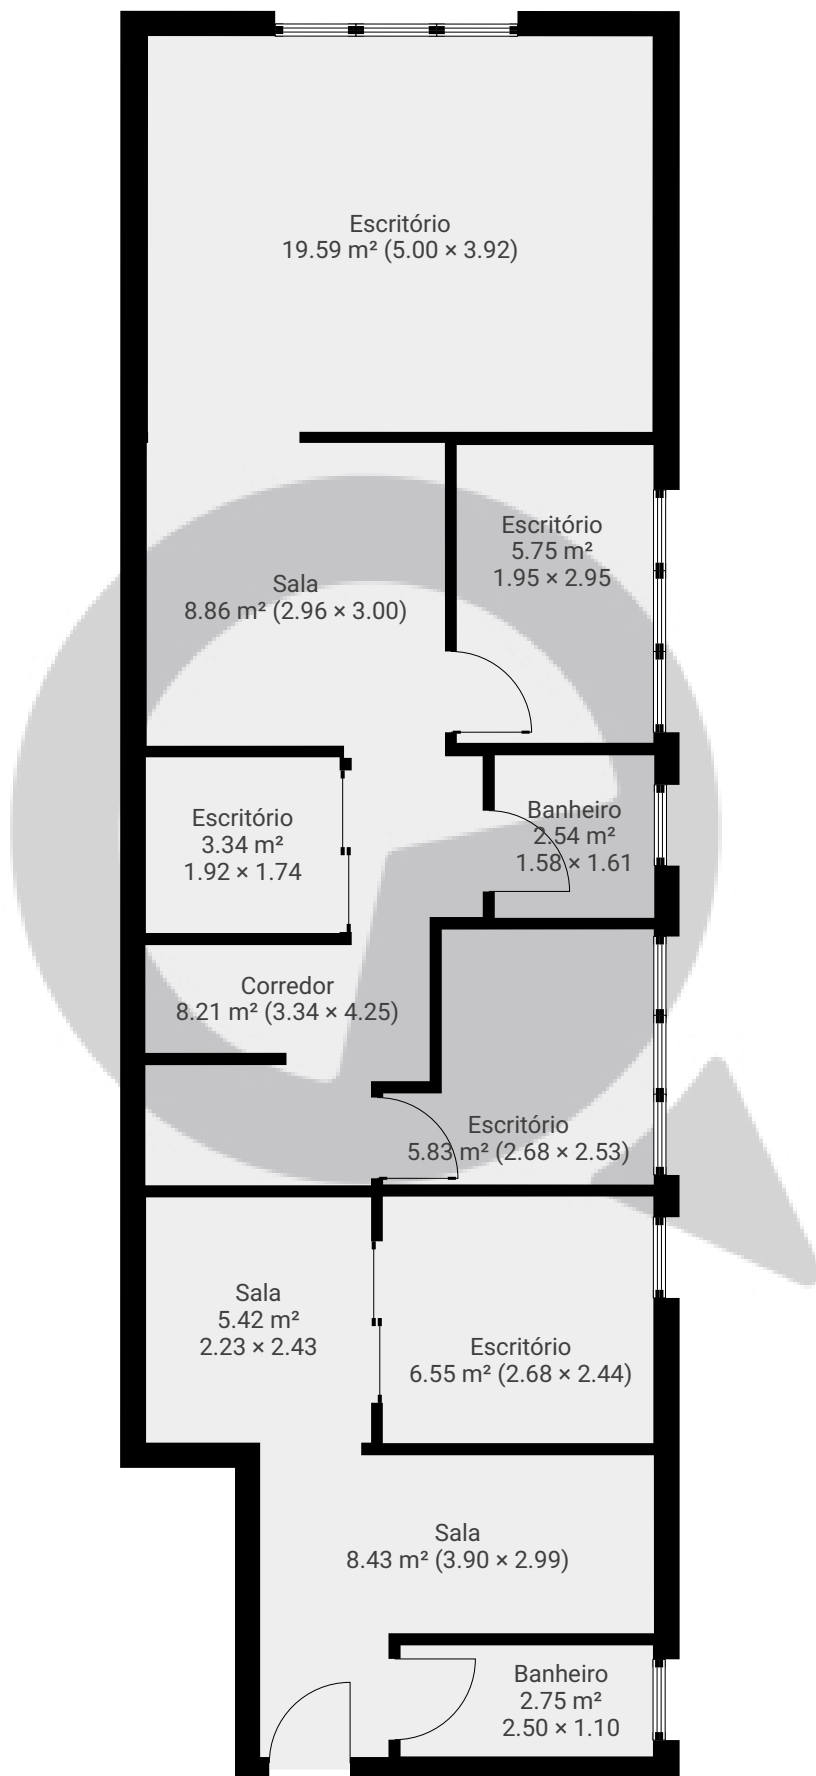 Escritório
19.59 m² (5.00 × 3.92)
Escritório
5.75 m²
1.95 × 2.95
Sala
8.86 m² (2.96 × 3.00)
Escritório
3.34 m²
1.92 × 1.74
Banheiro
2.54 m²
1.58 × 1.61
Corredor
8.21 m² (3.34 × 4.25)
Escritório
5.83 m² (2.68 × 2.53)
Sala
5.42 m²
2.23 × 2.43
Escritório
6.55 m² (2.68 × 2.44)
Sala
8.43 m² (3.90 × 2.99)
Banheiro
2.75 m²
2.50 × 1.10